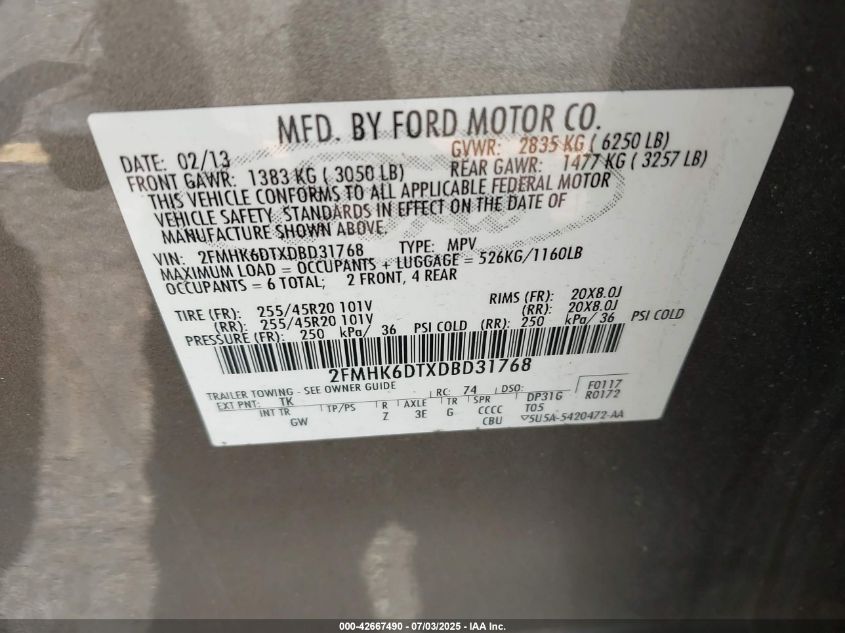 MFD. BY FORD MOTOR CO.
DATE: 02/13 GVWR: 2835 KG ( 6250 LB)
FRONT GAWR: 1383 KG ( 3050 LB) REAR GAWR: 1477 KG ( 3257 LB)
THIS VEHICLE CONFORMS TO ALL APPLICABLE FEDERAL MOTOR
VEHICLE SAFETY STANDARDS IN EFFECT ON THE DATE OF
MANUFACTURE SHOWN ABOVE.
VIN: 2FMHK6DTXDBD31768 TYPE: MPV
MAXIMUM LOAD = OCCUPANTS + LUGGAGE = 526KG/1160LB
OCCUPANTS = 6 TOTAL; 2 FRONT, 4 REAR
TIRE (FR): 255/45R20 101V RIMS (FR): 20X8.0J
(RR): 255/45R20 101V (RR): 20X8.0J
PRESSURE (FR): 250 kPa/ 36 PSI COLD (RR): 250 kPa/ 36 PSI COLD
2FMHK6DTXDBD31768
TRAILER TOWING - SEE OWNER GUIDE F0117
EXT PNT: TK RC: 74 DSO: R0172
INT TR TP/PS R AXLE TR SPR DP31G
GW Z 3E G CCCC T05
CBU 5U5A-5420472-AA
000-42667490 - 07/03/2025 - IAA Inc.